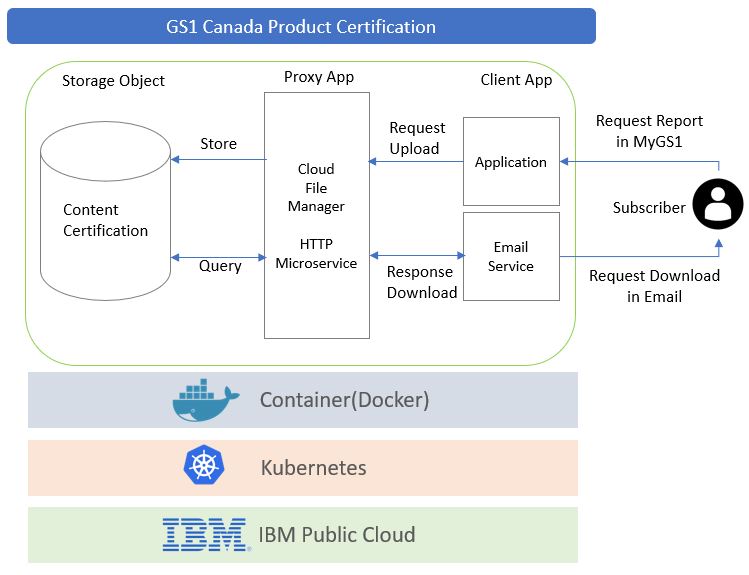 GS1 Canada Product Certification
Storage Object
Proxy App
Client App
Request Report
in MyGS1
Store
Request
Upload
Application
Cloud
File
Manager
HTTP
Microservice
Content
Certification
Subscriber
Query
Response
Download
Email
Service
Request Download
in Email
Container(Docker)
Kubernetes
IBM®
IBM Public Cloud